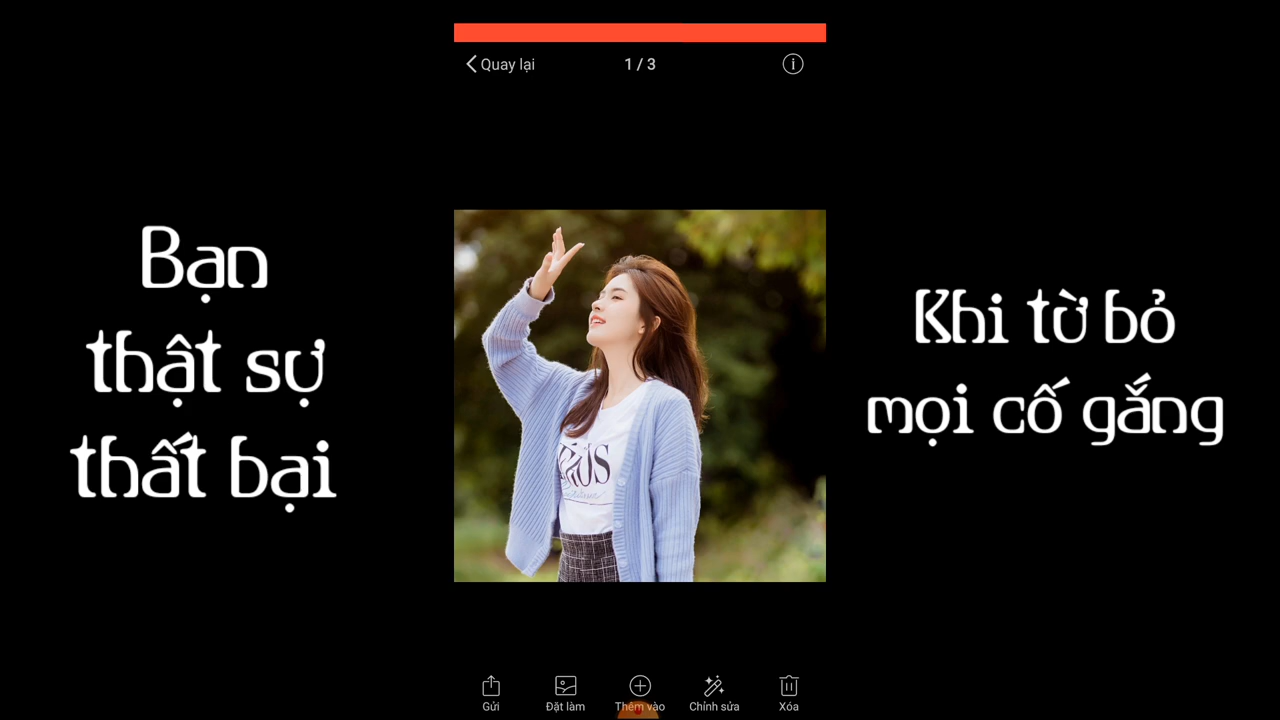 Quay lại
1 / 3
Bạn
thật sự
thất bại
Khi từ bỏ
mọi cố gắng
Gửi
Đặt làm
Thêm vào
Chỉnh sửa
Xóa